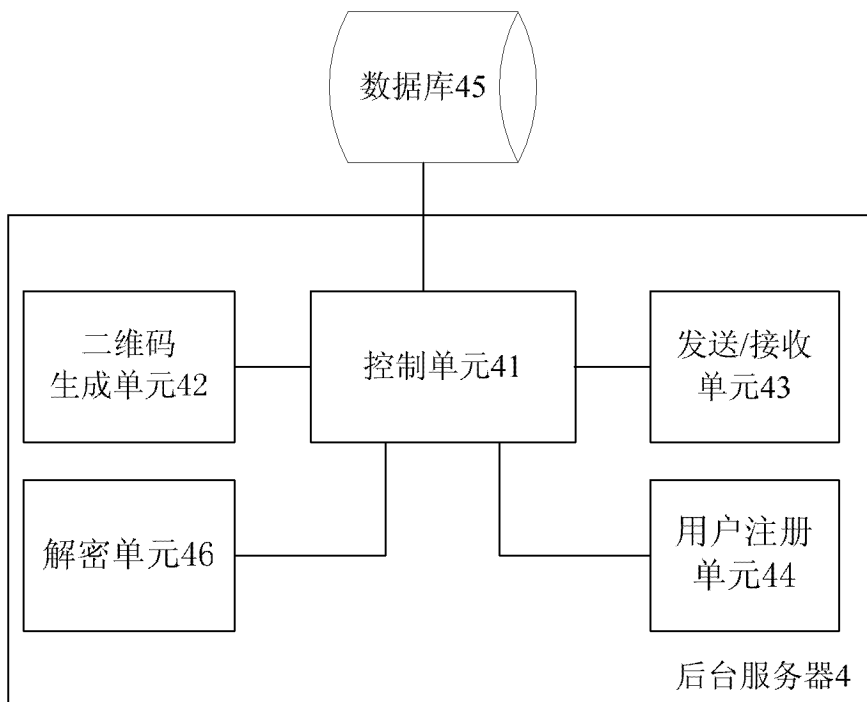 数据库45
二维码
生成单元42
控制单元41
发送/接收
单元43
解密单元46
用户注册
单元44
后台服务器4